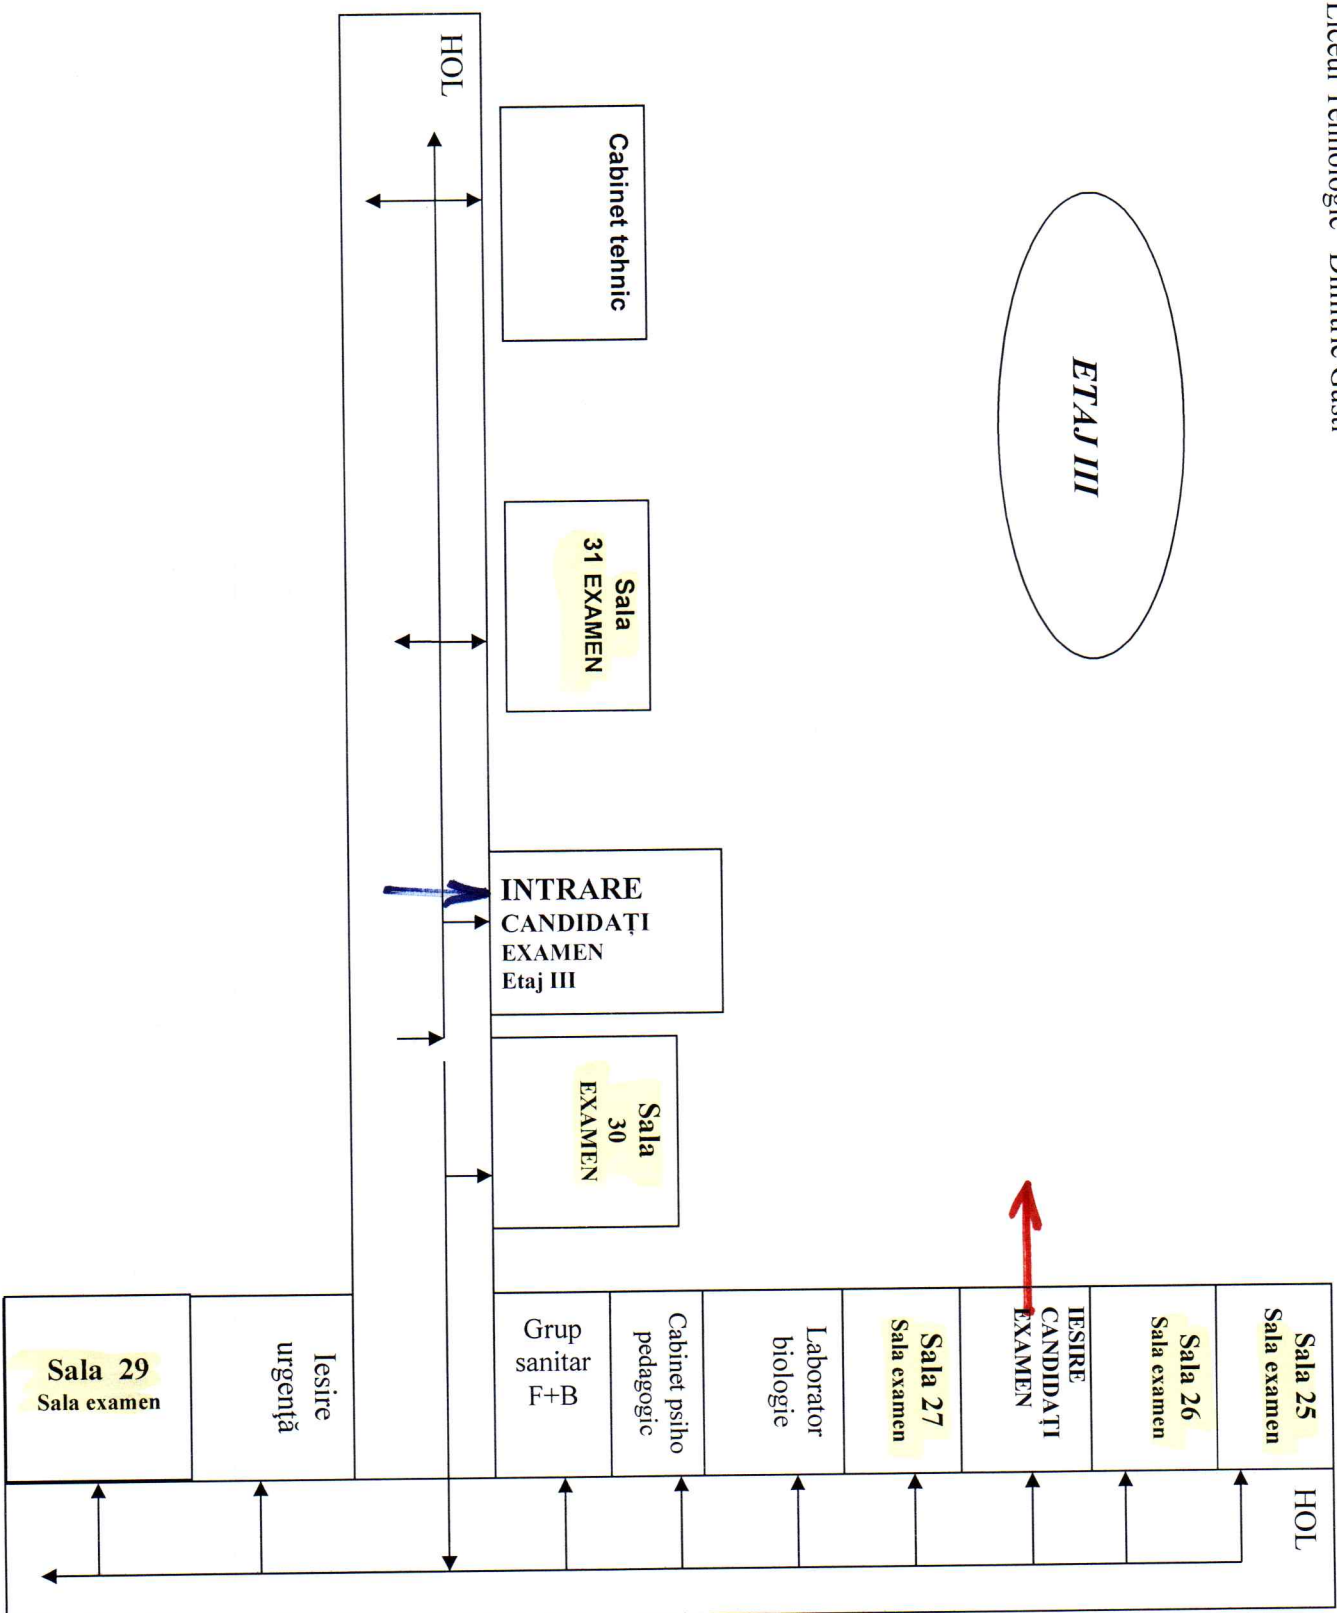 Liceul Tehnologic "Dimitrie Gusti"
ETAJ III
HOL
Cabinet tehnic
Sala
31 EXAMEN
INTRARE
CANDIDAȚI
EXAMEN
Etaj III
Sala
30
EXAMEN
Sala 25
Sala examen
Sala 26
Sala examen
IESIRE
CANDIDAȚI
EXAMEN
Sala 27
Sala examen
Laborator
biologie
Cabinet psiho
pedagogic
Grup
sanitar
F+B
Iesire
urgență
Sala 29
Sala examen
HOL